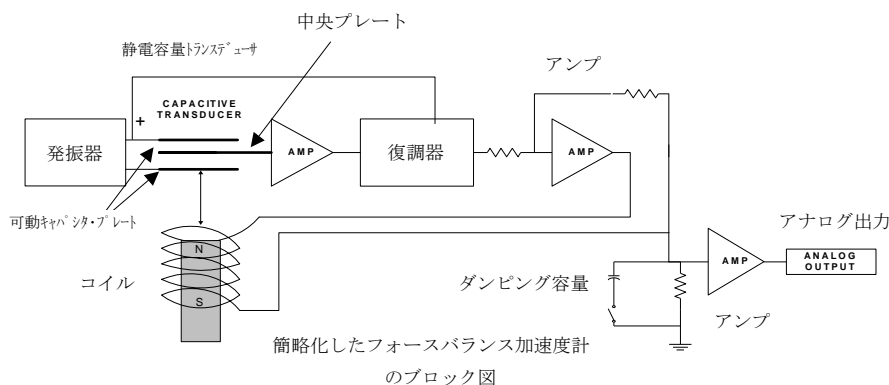 中央プレート
静電容量トランスデューサ
アンプ
CAPACITIVE
TRANSDUCER
+
発振器
AMP
復調器
AMP
可動キャパシタ・プレート
N
S
コイル
アナログ出力
AMP
ANALOG
OUTPUT
ダンピング容量
アンプ
簡略化したフォースバランス加速度計
のブロック図